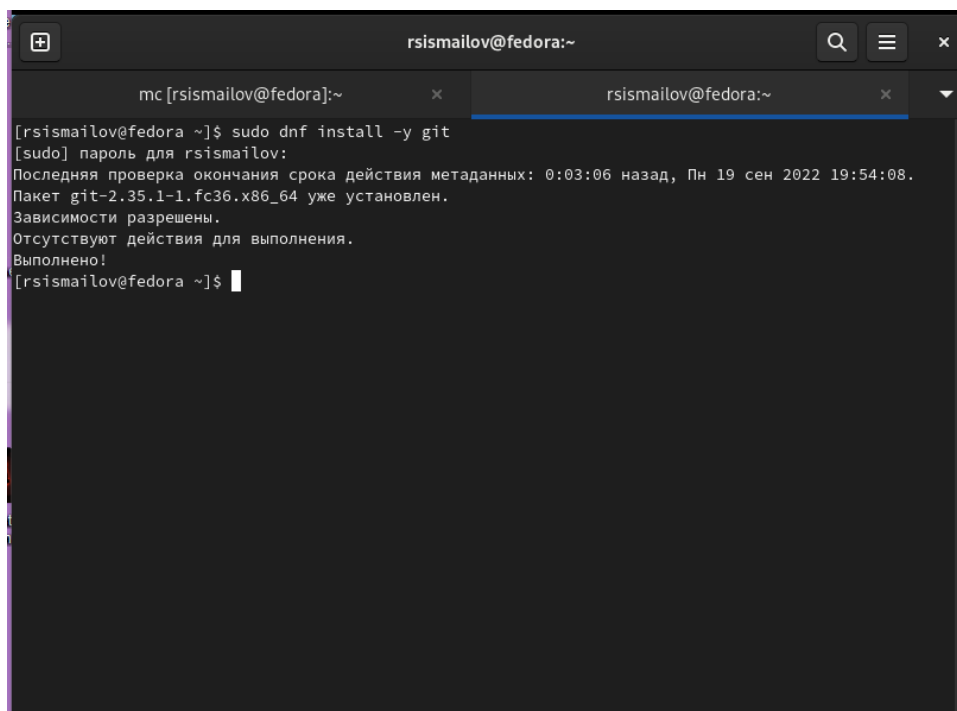 rsismailov@fedora:~
mc [rsismailov@fedora]:~
rsismailov@fedora:~
[rsismailov@fedora ~]$ sudo dnf install -y git
[sudo] пароль для rsismailov:
Последняя проверка окончания срока действия метаданных: 0:03:06 назад, Пн 19 сен 2022 19:54:08.
Пакет git-2.35.1-1.fc36.x86_64 уже установлен.
Зависимости разрешены.
Отсутствуют действия для выполнения.
Выполнено!
[rsismailov@fedora ~]$